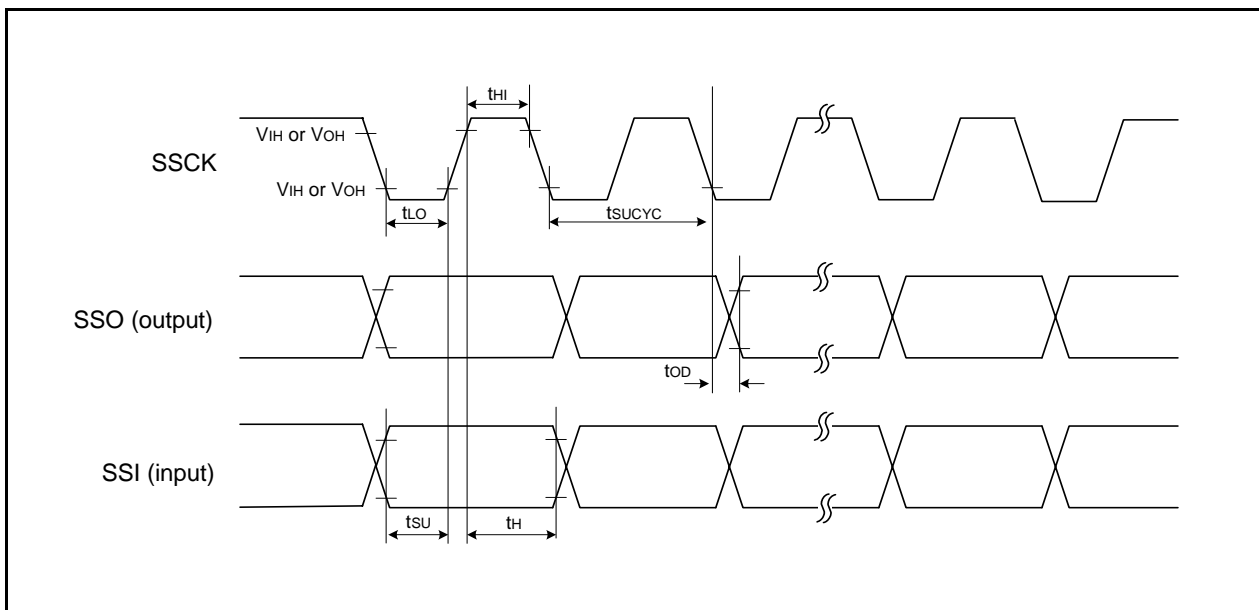 tHI
VIH or VOH
SSCK
VIH or VOH
tLO
tSUCYC
SSO (output)
tOD
SSI (input)
tSU
tH